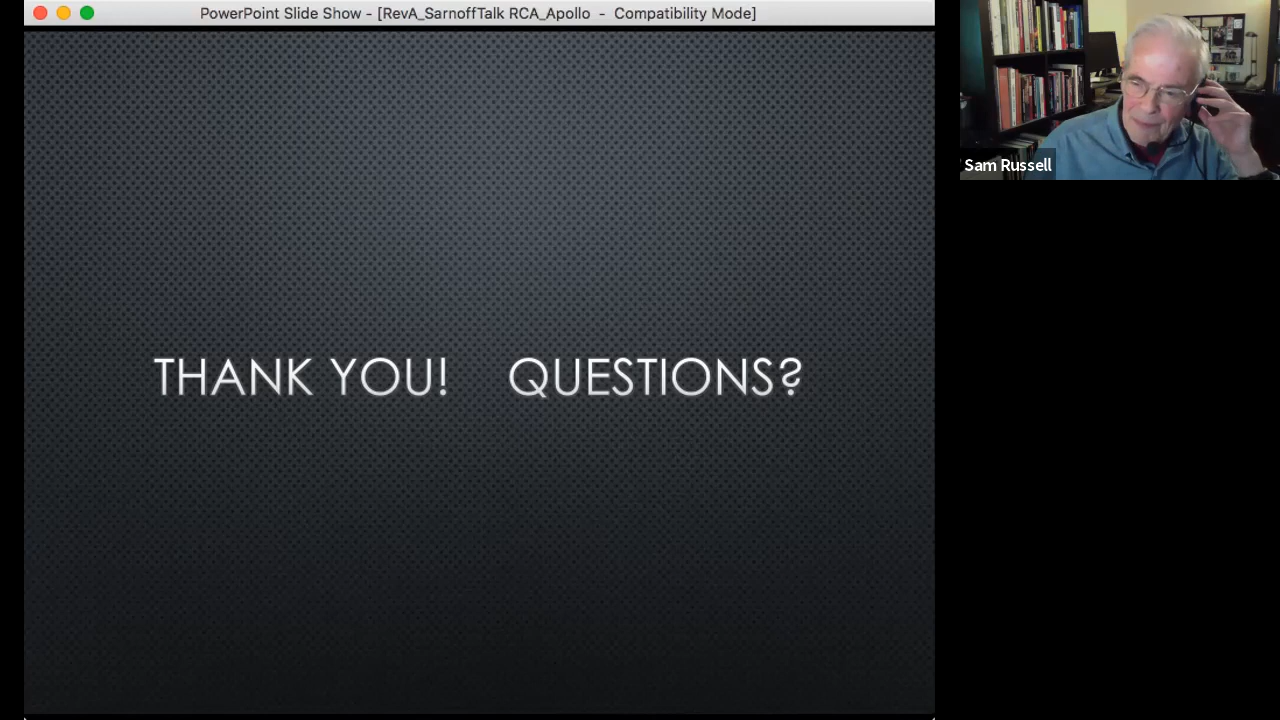 PowerPoint Slide Show - [RevA_SarnoffTalk RCA_Apollo - Compatibility Mode]
Sam Russell
THANK YOU! QUESTIONS?